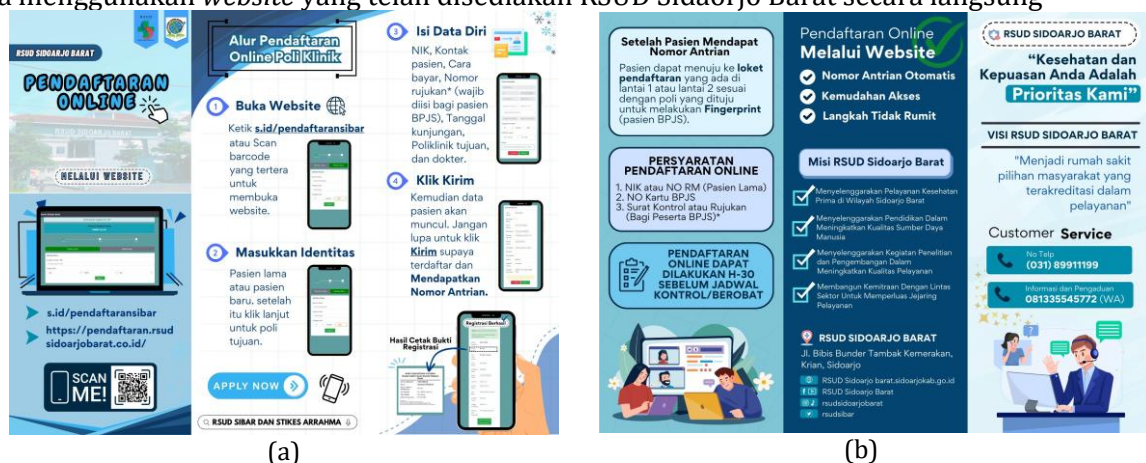 menggunakan website yang telah disediakan RSUD Sidaorjo Barat secara langsung
RSUD SIDOARJO BARAT
PENDAFTARAN
ONLINE
MELALUI WEBSITE
s.id/pendaftaransibar
https://pendaftaran.rsud
sidoarjobarat.co.id/
SCAN
ME!
Alur Pendaftaran
Online Poli Klinik
1 Buka Website
Ketik s.id/pendaftaransibar
atau Scan
barcode
yang tertera
untuk
membuka
website.
2 Masukkan Identitas
Pasien lama
atau pasien
baru, setelah
itu klik lanjut
untuk poli
tujuan.
APPLY NOW
RSUD SIBAR DAN STIKES ARRAHMA
3 Isi Data Diri
NIK, Kontak
pasien, Cara
bayar, Nomor
rujukan* (wajib
diisi bagi pasien
BPJS), Tanggal
kunjungan,
Poliklinik tujuan,
dan dokter.
4 Klik Kirim
Kemudian data
pasien akan
muncul. Jangan
lupa untuk klik
Kirim supaya
terdaftar dan
Mendapatkan
Nomor Antrian.
Hasil Cetak Bukti
Registrasi
Registrasi Berhasil
(a)
Setelah Pasien Mendapat
Nomor Antrian
Pasien dapat menuju ke loket
pendaftaran yang ada di
lantai 1 atau lantai 2 sesuai
dengan poli yang dituju
untuk melakukan Fingerprint
(pasien BPJS).
PERSYARATAN
PENDAFTARAN ONLINE
1. NIK atau NO RM (Pasien Lama)
2. NO Kartu BPJS
3. Surat Kontrol atau Rujukan
(Bagi Peserta BPJS)*
PENDAFTARAN
ONLINE DAPAT
DILAKUKAN H-30
SEBELUM JADWAL
KONTROL/BEROBAT
Pendaftaran Online
Melalui Website
Nomor Antrian Otomatis
Kemudahan Akses
Langkah Tidak Rumit
Misi RSUD Sidoarjo Barat
Menyelenggarakan Pelayanan Kesehatan
Prima di Wilayah Sidoarjo Barat
Menyelenggarakan Pendidikan Dalam
Meningkatkan Kualitas Sumber Daya
Manusia
Menyelenggarakan Kegiatan Penelitian
dan Pengembangan Dalam
Meningkatkan Kualitas Pelayanan
Membangun Kemitraan Dengan Lintas
Sektor Untuk Memperluas Jejaring
Pelayanan
RSUD SIDOARJO BARAT
Jl. Bibis Bunder Tambak Kemerakan,
Krian, Sidoarjo
RSUD Sidoarjo barat.sidoarjokab.go.id
RSUD Sidoarjo Barat
rsudsidoarjobarat
rsudsibar
RSUD SIDOARJO BARAT
"Kesehatan dan
Kepuasan Anda Adalah
Prioritas Kami"
VISI RSUD SIDOARJO BARAT
"Menjadi rumah sakit
pilihan masyarakat yang
terakreditasi dalam
pelayanan"
Customer Service
No Telp
(031) 89911199
Informasi dan Pengaduan
081335545772 (WA)
(b)